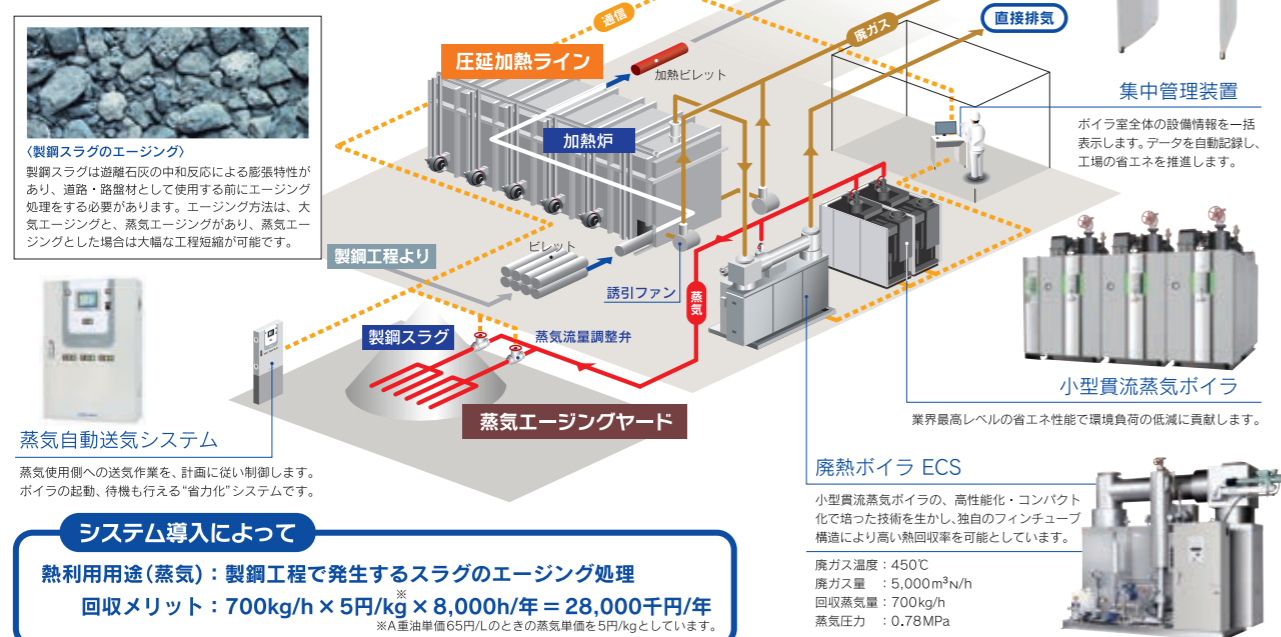 〈製鋼スラグのエージング〉
製鋼スラグは遊離石灰の中和反応による膨張特性が
あり、道路・路盤材として使用する前にエージング
処理をする必要があります。エージング方法は、大
気エージングと、蒸気エージングがあり、蒸気エー
ジングとした場合は大幅な工程短縮が可能です。
通信
圧延加熱ライン
加熱ビレット
廃ガス
直接排気
加熱炉
集中管理装置
ボイラ室全体の設備情報を一括
表示します。データを自動記録し、
工場の省エネを推進します。
製鋼工程より
ビレット
誘引ファン
蒸気
製鋼スラグ
蒸気流量調整弁
蒸気エージングヤード
小型貫流蒸気ボイラ
業界最高レベルの省エネ性能で環境負荷の低減に貢献します。
蒸気自動送気システム
蒸気使用側への送気作業を、計画に従い制御します。
ボイラの起動、待機も行える“省力化”システムです。
廃熱ボイラ ECS
小型貫流蒸気ボイラの、高性能化・コンパクト
化で培った技術を生かし、独自のフィンチューブ
構造により高い熱回収率を可能としています。
廃ガス温度：450℃
廃ガス量　：5,000m³N/h
回収蒸気量：700kg/h
蒸気圧力　：0.78MPa
システム導入によって
熱利用用途(蒸気)：製鋼工程で発生するスラグのエージング処理
回収メリット：700kg/h×5円/kg※×8,000h/年＝28,000千円/年
※A重油単価65円/Lのときの蒸気単価を5円/kgとしています。